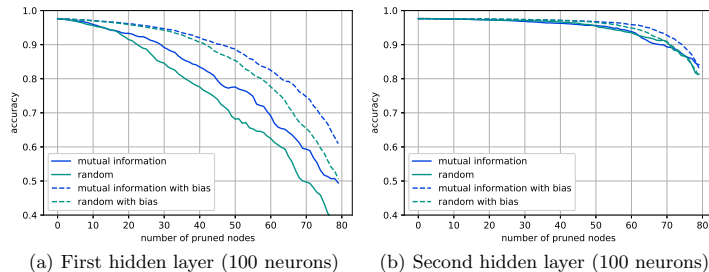 1.0
0.9
0.8
0.7
0.6
0.5
0.4
accuracy
mutual information
random
mutual information with bias
random with bias
0 10 20 30 40 50 60 70 80
number of pruned nodes
(a) First hidden layer (100 neurons)
1.0
0.9
0.8
0.7
0.6
0.5
0.4
accuracy
mutual information
random
mutual information with bias
random with bias
0 10 20 30 40 50 60 70 80
number of pruned nodes
(b) Second hidden layer (100 neurons)